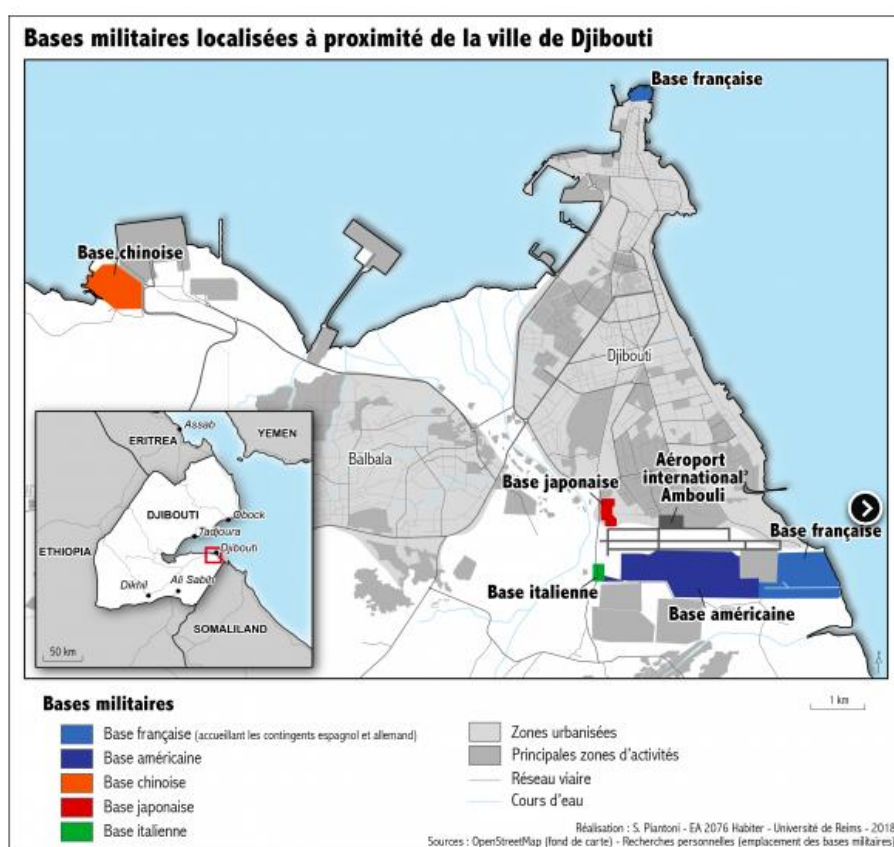 Bases militaires localisées à proximité de la ville de Djibouti
Base française
Base chinoise
Djibouti
Balbala
Base japonaise
Aéroport
international
Ambouli
Base française
Base italienne
Base américaine
Assab
ERITREA
YEMEN
DJIBOUTI
Obock
Tadjoura
ETHIOPIA
Djibouti
Dikhil
Ali Sabih
SOMALILAND
50 km
1 km
Bases militaires
Base française (accueillant les contingents espagnol et allemand)
Base américaine
Base chinoise
Base japonaise
Base italienne
Zones urbanisées
Principales zones d'activités
Réseau viaire
Cours d'eau
Réalisation : S. Piantoni - EA 2076 Habiter - Université de Reims - 2018
Sources : OpenStreetMap (fond de carte) - Recherches personnelles (emplacement des bases militaires)